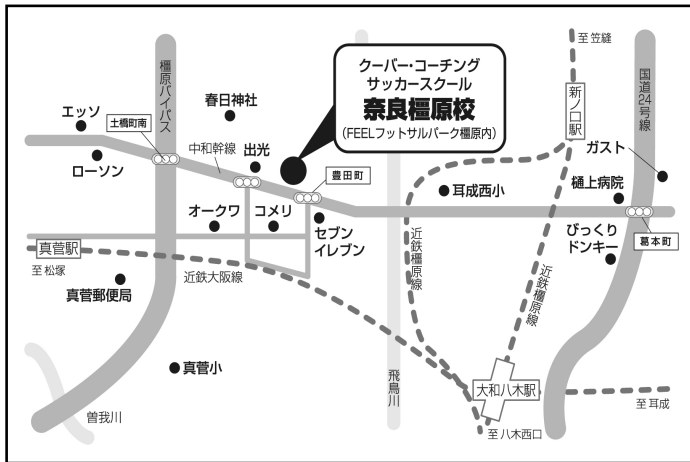 至笠縫
クーバー・コーチング
サッカースクール
奈良橿原校
(FEELフットサルパーク橿原内)
橿原バイパス
国道24号線
新ノ口駅
エッソ
土橋町南
春日神社
ローソン
中和幹線
出光
豊田町
ガスト
耳成西小
樋上病院
オークワ
コメリ
セブン
イレブン
葛本町
びっくり
ドンキー
真菅駅
至松塚
近鉄大阪線
近鉄橿原線
近鉄橿原線
真菅郵便局
真菅小
飛鳥川
大和八木駅
曽我川
至八木西口
至耳成